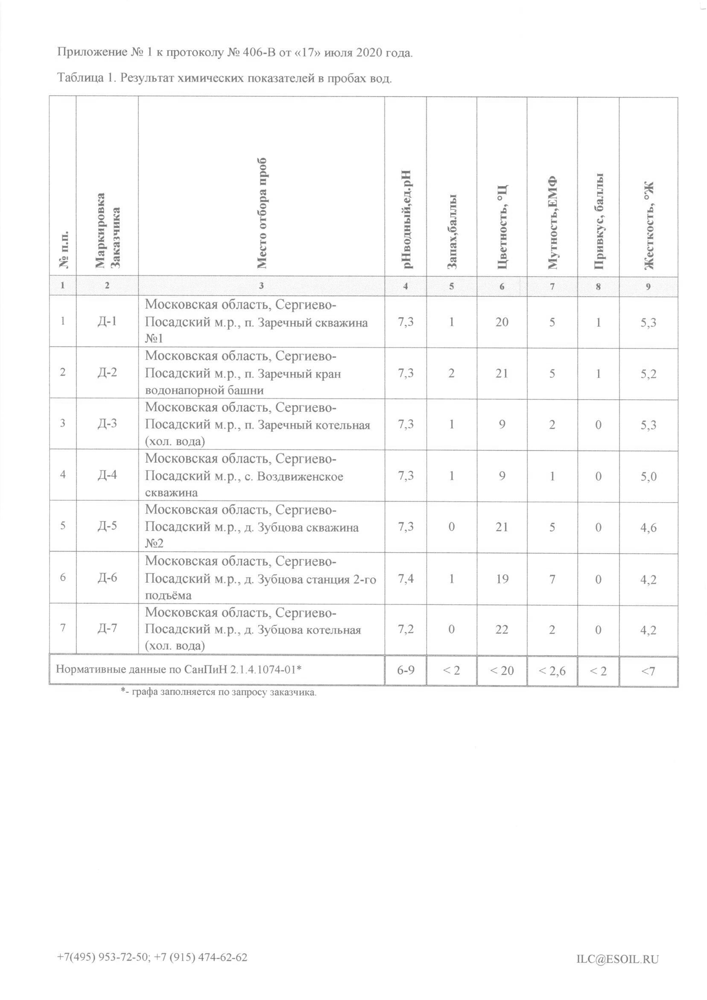 Приложение № 1 к протоколу № 406-В от «17» июля 2020 года.
Таблица 1. Результат химических показателей в пробах вод.
№ п.п.
Маркировка
Заказчика
Место отбора проб
рНводный,ед.рН
Запах,баллы
Цветность, °Ц
Мутность,ЕМФ
Привкус, баллы
Жесткость, °Ж
1 2 3 4 5 6 7 8 9
Московская область, Сергиево-
1 Д-1 Посадский м.р., п. Заречный скважина 7,3 1 20 5 1 5,3
№1
Московская область, Сергиево-
2 Д-2 Посадский м.р., п. Заречный кран 7,3 2 21 5 1 5,2
водонапорной башни
Московская область, Сергиево-
3 Д-3 Посадский м.р., п. Заречный котельная 7,3 1 9 2 0 5,3
(хол. вода)
Московская область, Сергиево-
4 Д-4 Посадский м.р., с. Воздвиженское 7,3 1 9 1 0 5,0
скважина
Московская область, Сергиево-
5 Д-5 Посадский м.р., д. Зубцова скважина 7,3 0 21 5 0 4,6
№2
Московская область, Сергиево-
6 Д-6 Посадский м.р., д. Зубцова станция 2-го 7,4 1 19 7 0 4,2
подъёма
Московская область, Сергиево-
7 Д-7 Посадский м.р., д. Зубцова котельная 7,2 0 22 2 0 4,2
(хол. вода)
Нормативные данные по СанПиН 2.1.4.1074-01* 6-9 < 2 < 20 < 2,6 < 2 <7
*- графа заполняется по запросу заказчика.
+7(495) 953-72-50; +7 (915) 474-62-62 ILC@ESOIL.RU